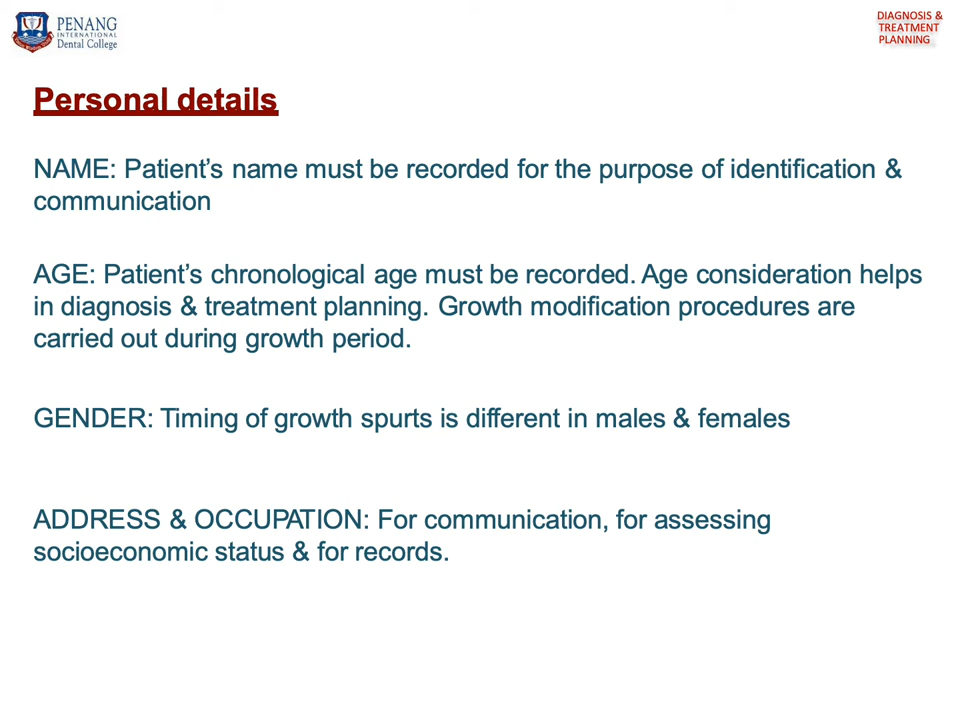 PENANG
INTERNATIONAL
Dental College
DIAGNOSIS &
TREATMENT
PLANNING
Personal details
NAME: Patient’s name must be recorded for the purpose of identification &
communication
AGE: Patient’s chronological age must be recorded. Age consideration helps
in diagnosis & treatment planning. Growth modification procedures are
carried out during growth period.
GENDER: Timing of growth spurts is different in males & females
ADDRESS & OCCUPATION: For communication, for assessing
socioeconomic status & for records.